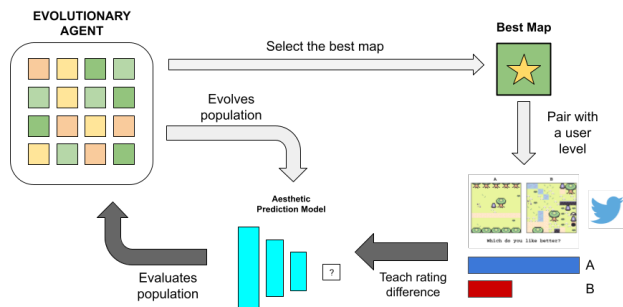 EVOLUTIONARY
AGENT
Select the best map
Best Map
Evolves
population
Pair with
a user
level
Aesthetic
Prediction Model
?
A
B
Which do you like better?
Evaluates
population
Teach rating
difference
A
B